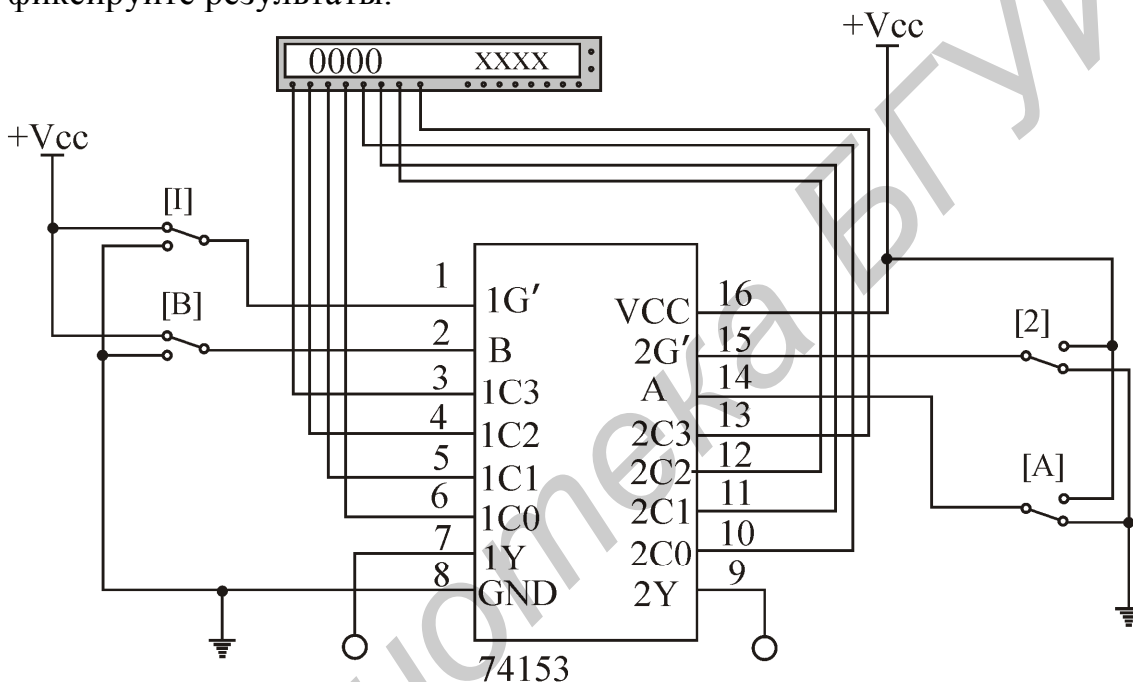 фиксируйте результаты.
+Vcc
0000 xxxx
+Vcc
[I]
[B]
[2]
[A]
1 1G′
2 B
3 1C3
4 1C2
5 1C1
6 1C0
7 1Y
8 GND
VCC 16
2G′ 15
A 14
2C3 13
2C2 12
2C1 11
2C0 10
2Y 9
74153